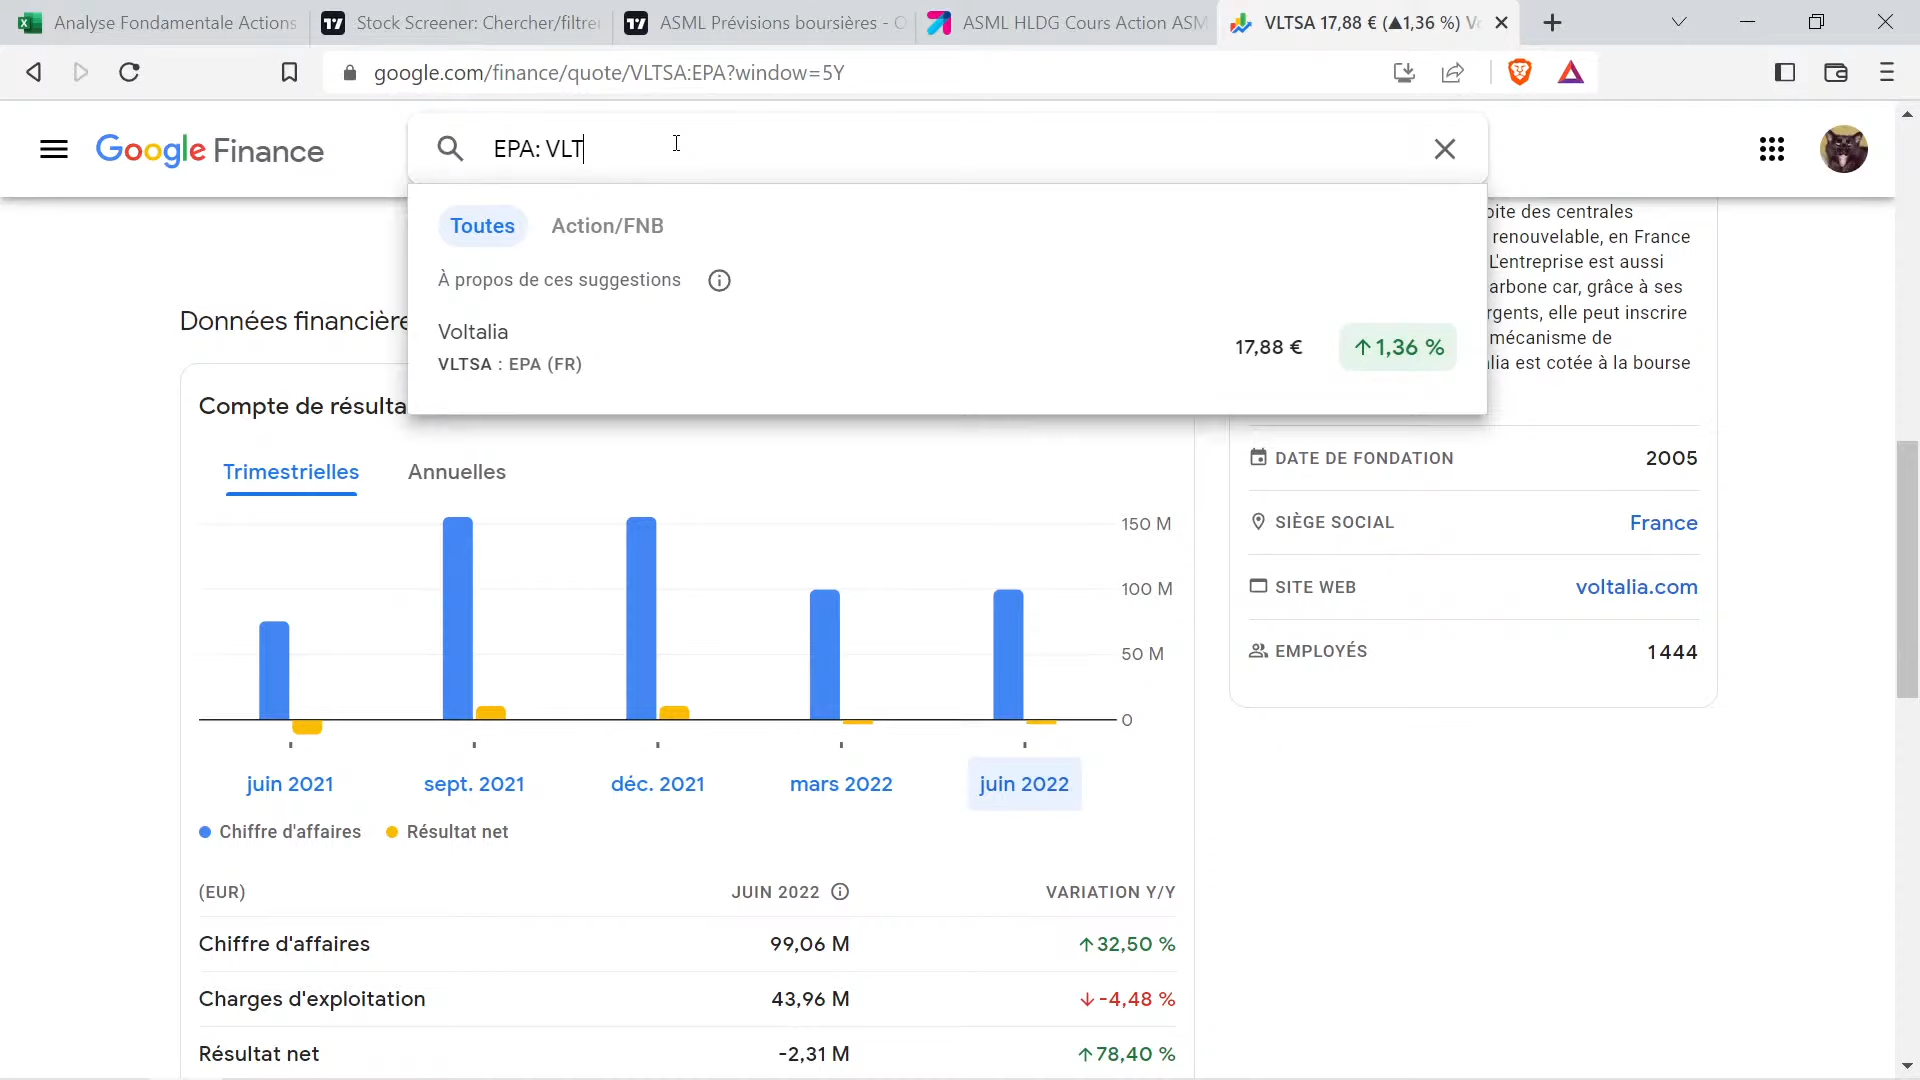 Analyse Fondamentale Actions
Stock Screener: Chercher/filtrer
ASML Prévisions boursières - O
ASML HLDG Cours Action ASM
VLTSA 17,88 € (▲1,36 %) Vo
google.com/finance/quote/VLTSA:EPA?window=5Y
Google Finance
EPA: VLT
Toutes
Action/FNB
À propos de ces suggestions
Voltalia
VLTSA : EPA (FR)
17,88 €
↑1,36 %
Données financière
Compte de résulta
Trimestrielles
Annuelles
150 M
100 M
50 M
0
juin 2021
sept. 2021
déc. 2021
mars 2022
juin 2022
Chiffre d'affaires
Résultat net
(EUR)
JUIN 2022
VARIATION Y/Y
Chiffre d'affaires
99,06 M
↑32,50 %
Charges d'exploitation
43,96 M
↓-4,48 %
Résultat net
-2,31 M
↑78,40 %
oite des centrales
renouvelable, en France
L'entreprise est aussi
arbone car, grâce à ses
rgents, elle peut inscrire
mécanisme de
lia est cotée à la bourse
DATE DE FONDATION
2005
SIÈGE SOCIAL
France
SITE WEB
voltalia.com
EMPLOYÉS
1 444